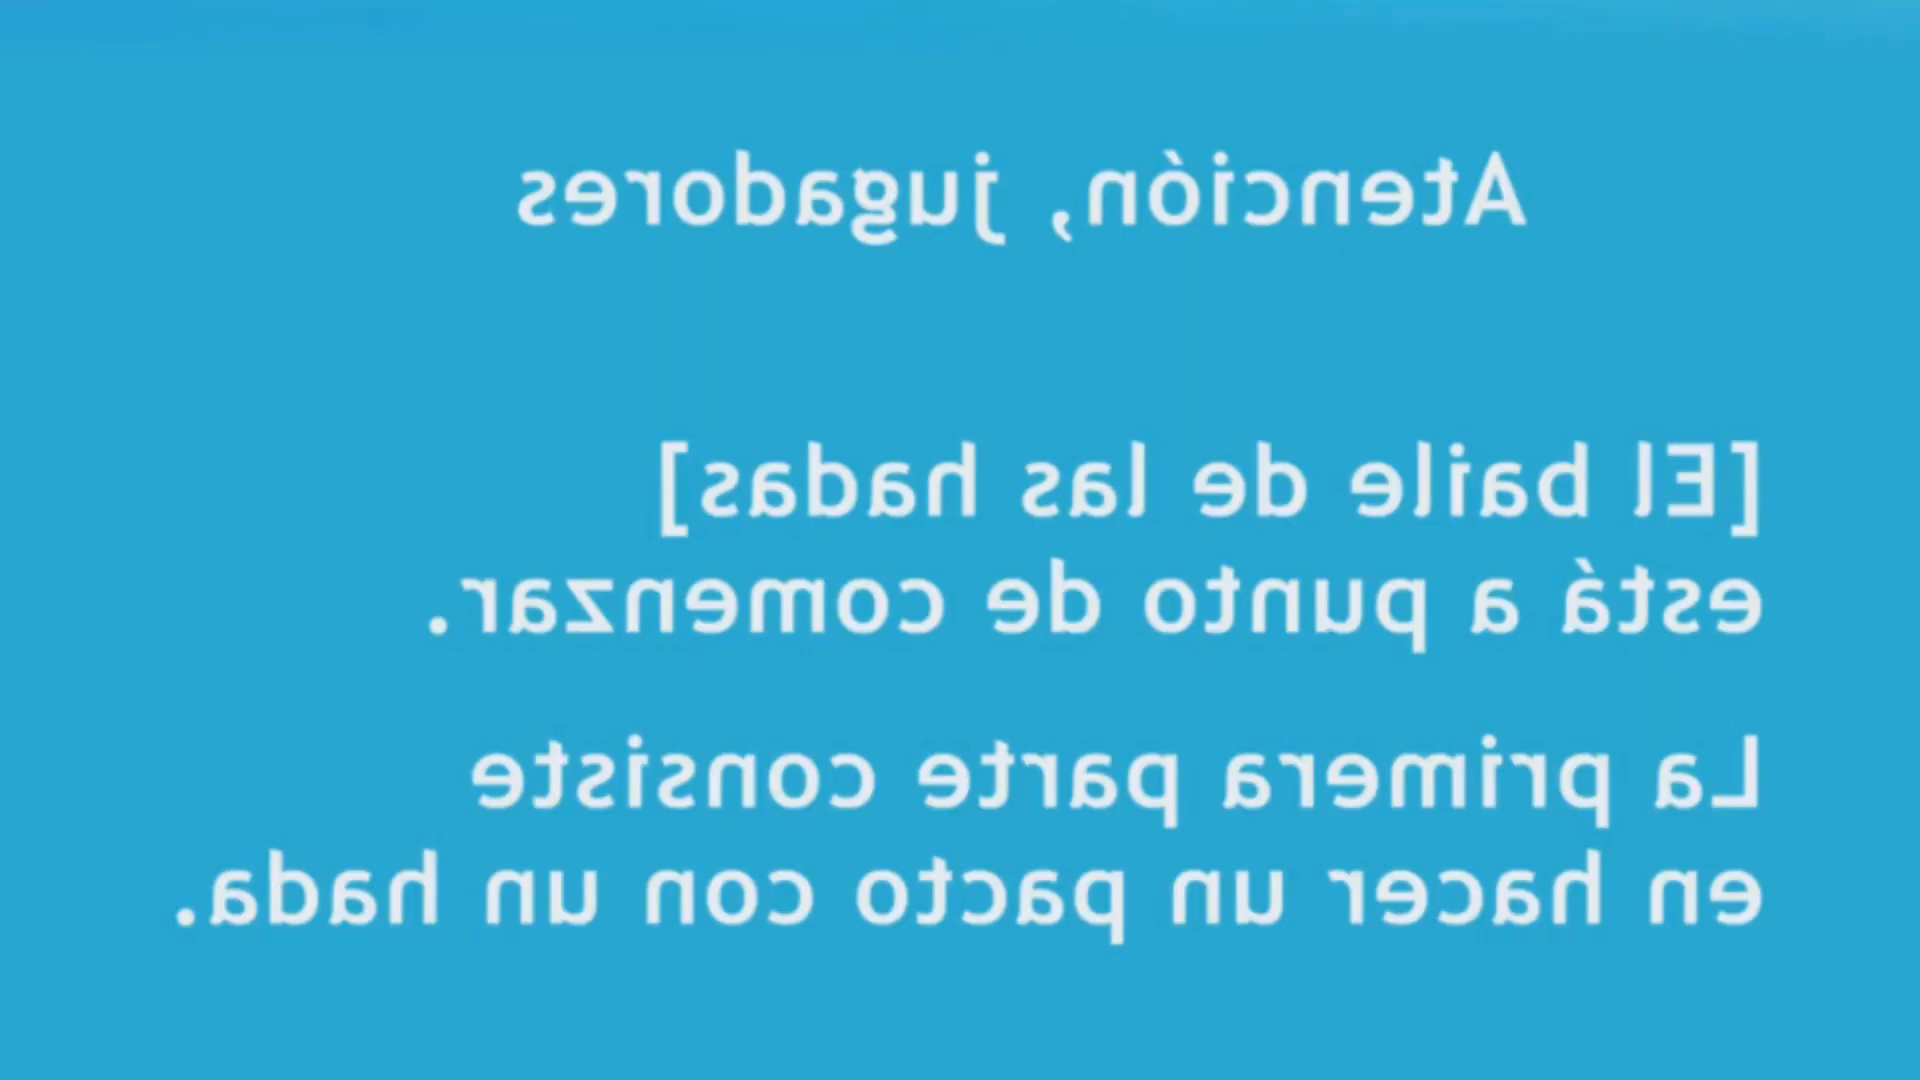 Atención, jugadores
[El baile de las hadas]
está a punto de comenzar.
La primera parte consiste
en hacer un pacto con un hada.